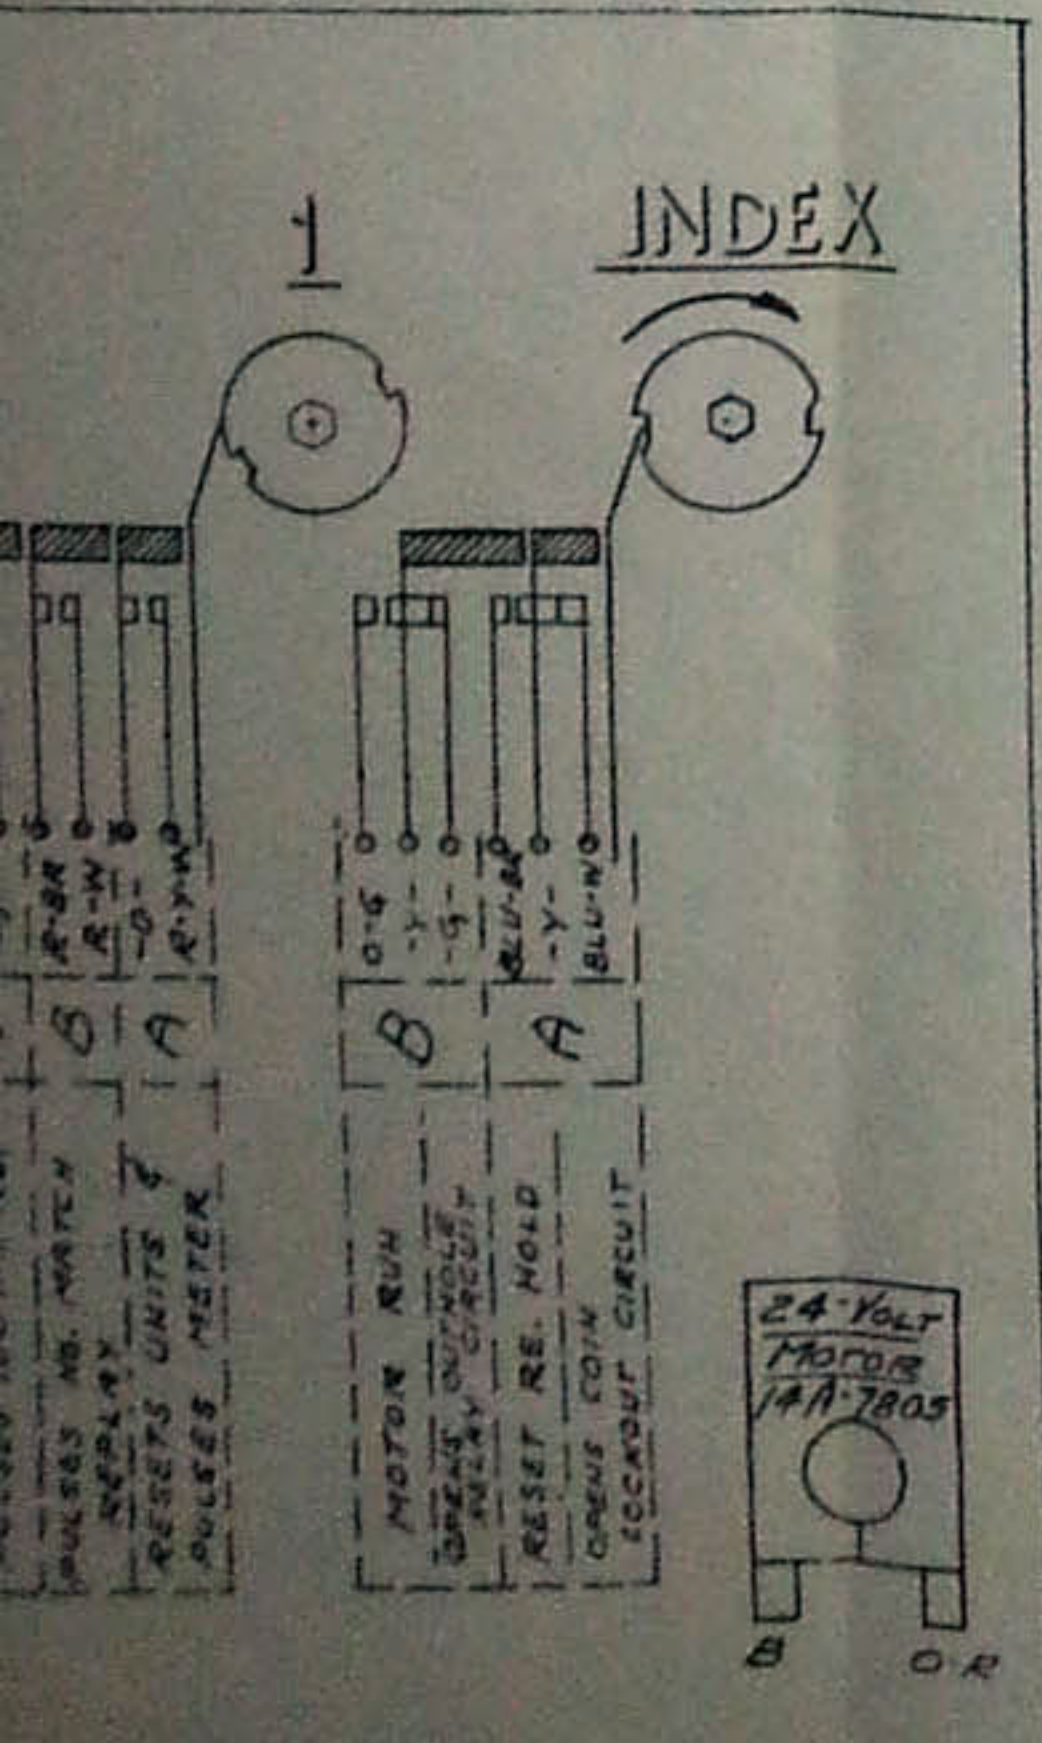 1
INDEX
R-BR
R-W
-O-
R-Y-W
O-G
-Y-
-G-
BLU-BR
-Y-
BLU-W
B
A
B
A
PULSES NO. MATCH
REPLAY
RESETS UNITS &
PULSES METER
MOTOR RUN
OPENS OUTHOLE
RELAY CIRCUIT
RESET RE. HOLD
OPENS COIN
LOCKOUT CIRCUIT
24-VOLT
MOTOR
14A-7805
B
O-R